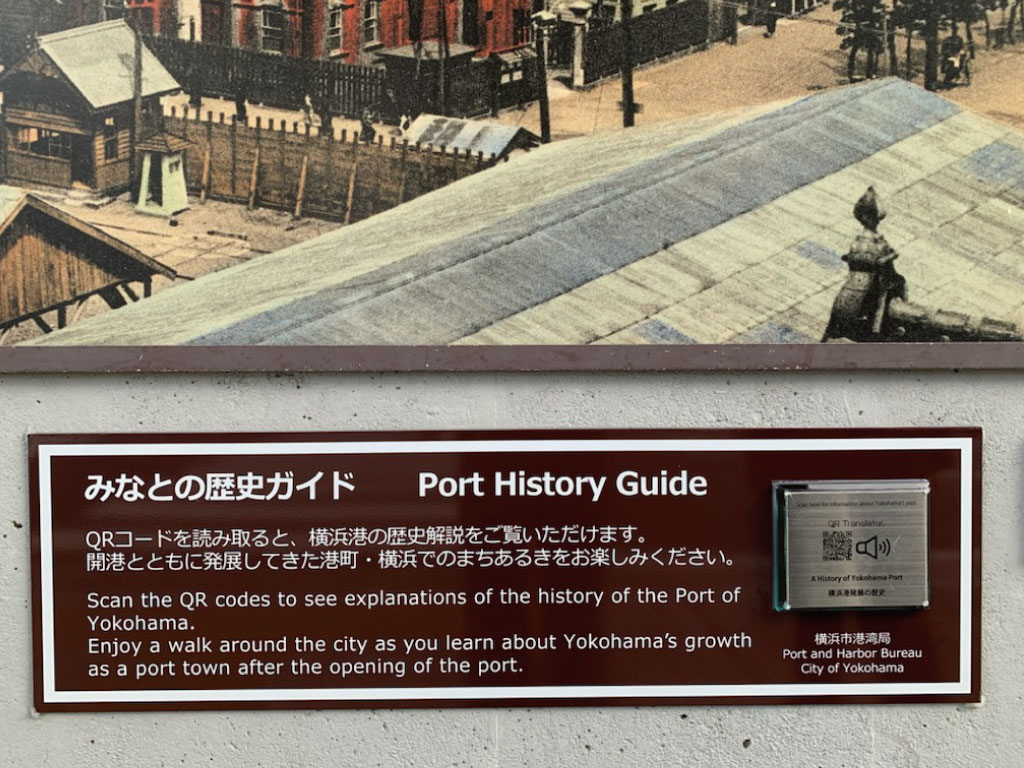 みなとの歴史ガイド
Port History Guide
QRコードを読み取ると、横浜港の歴史解説をご覧いただけます。
開港とともに発展してきた港町・横浜でのまちあるきをお楽しみください。
Scan the QR codes to see explanations of the history of the Port of
Yokohama.
Enjoy a walk around the city as you learn about Yokohama's growth
as a port town after the opening of the port.
Scan here for information about Yokohama's past
QR Translator.
A History of Yokohama Port
横浜港発展の歴史
横浜市港湾局
Port and Harbor Bureau
City of Yokohama